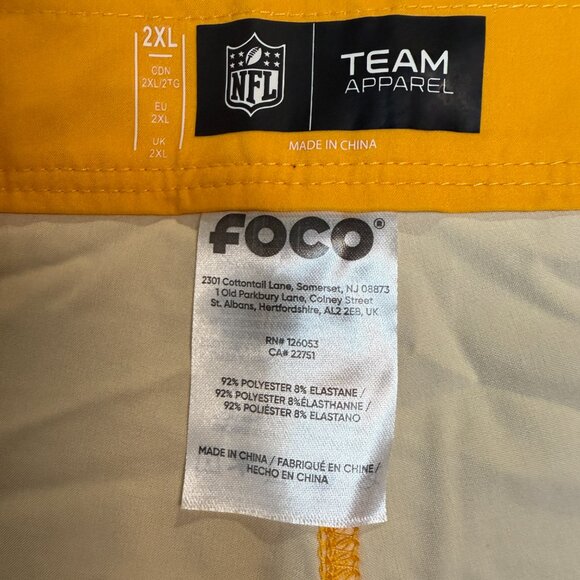 2XL
CDN
2XL/2TG
EU
2XL
UK
2XL
NFL
TEAM
APPAREL
MADE IN CHINA
FOCO®
2301 Cottontail Lane, Somerset, NJ 08873
1 Old Parkbury Lane, Colney Street
St. Albans, Hertfordshire, AL2 2EB, UK
RN# 126053
CA# 22751
92% POLYESTER 8% ELASTANE /
92% POLYESTER 8%ÉLASTHANNE /
92% POLIÉSTER 8% ELASTANO
MADE IN CHINA / FABRIQUÉ EN CHINE /
HECHO EN CHINA